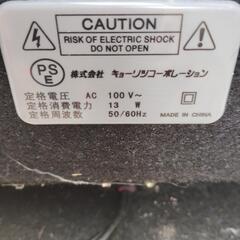 CAUTION
RISK OF ELECTRIC SHOCK
DO NOT OPEN
PS
E
株式会社 キョーリツコーポレーション
定格電圧 AC 100V～
定格消費電力 13 W
定格周波数 50/60Hz
MADE IN CHINA